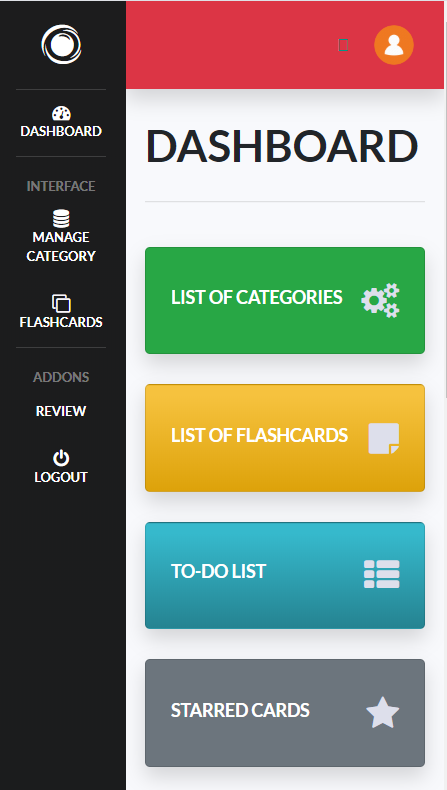 DASHBOARD
INTERFACE
MANAGE
CATEGORY
FLASHCARDS
ADDONS
REVIEW
LOGOUT
DASHBOARD
LIST OF CATEGORIES
LIST OF FLASHCARDS
TO-DO LIST
STARRED CARDS